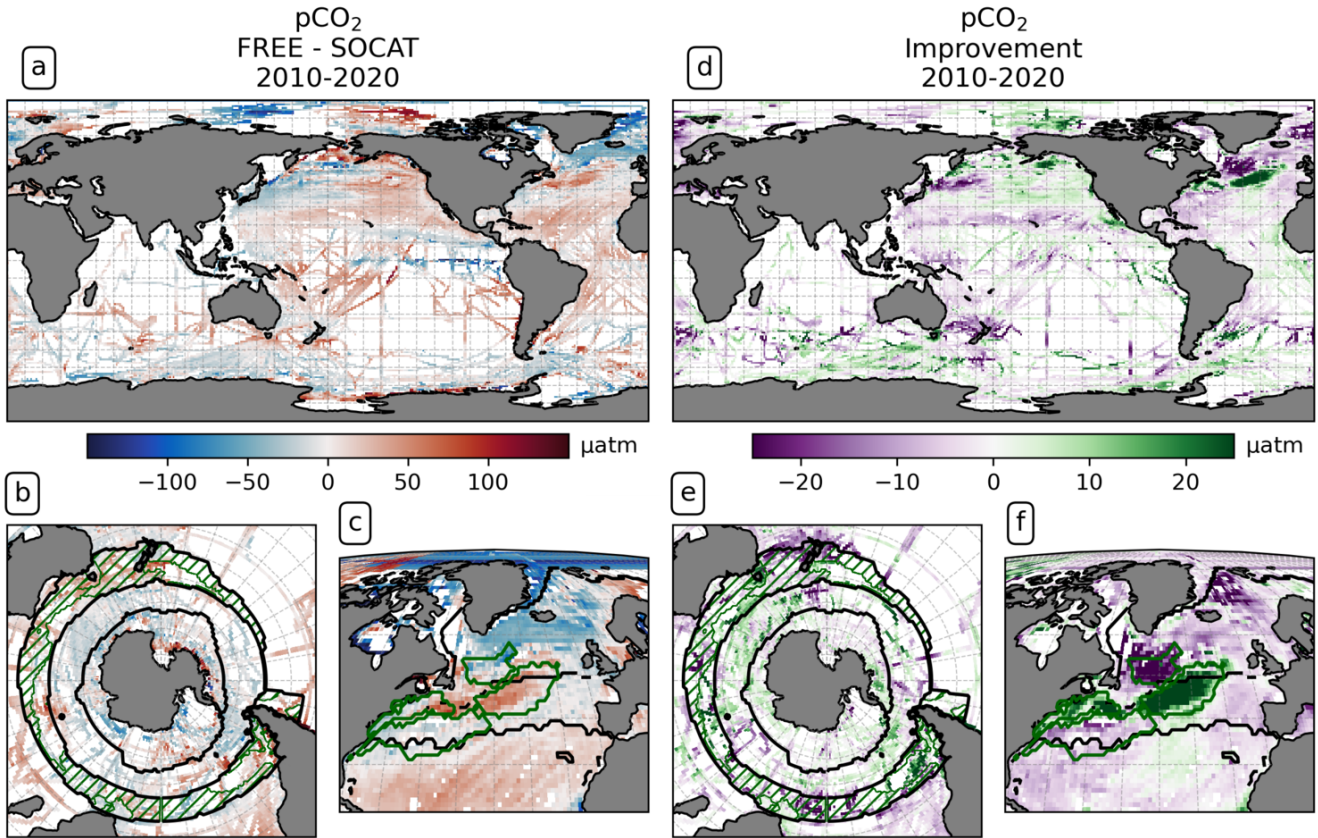 pCO₂
FREE - SOCAT
2010-2020
a
pCO₂
Improvement
2010-2020
d
−100 −50 0 50 100 μatm
−20 −10 0 10 20 μatm
b
c
e
f